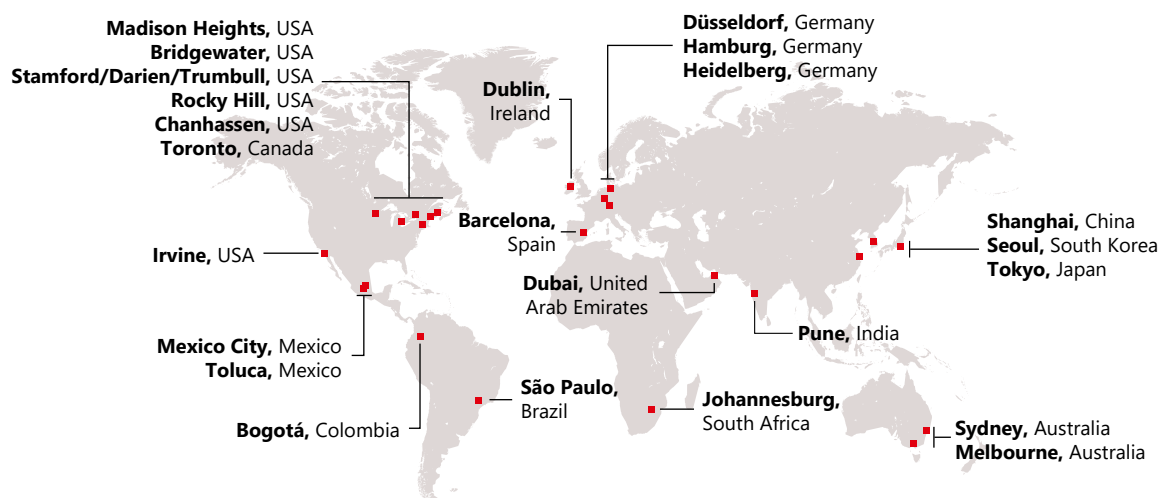 Madison Heights, USA
Bridgewater, USA
Stamford/Darien/Trumbull, USA
Rocky Hill, USA
Chanhassen, USA
Toronto, Canada
Düsseldorf, Germany
Hamburg, Germany
Heidelberg, Germany
Dublin,
Ireland
Barcelona,
Spain
Shanghai, China
Seoul, South Korea
Tokyo, Japan
Irvine, USA
Dubai, United
Arab Emirates
Pune, India
Mexico City, Mexico
Toluca, Mexico
São Paulo,
Brazil
Johannesburg,
South Africa
Bogotá, Colombia
Sydney, Australia
Melbourne, Australia